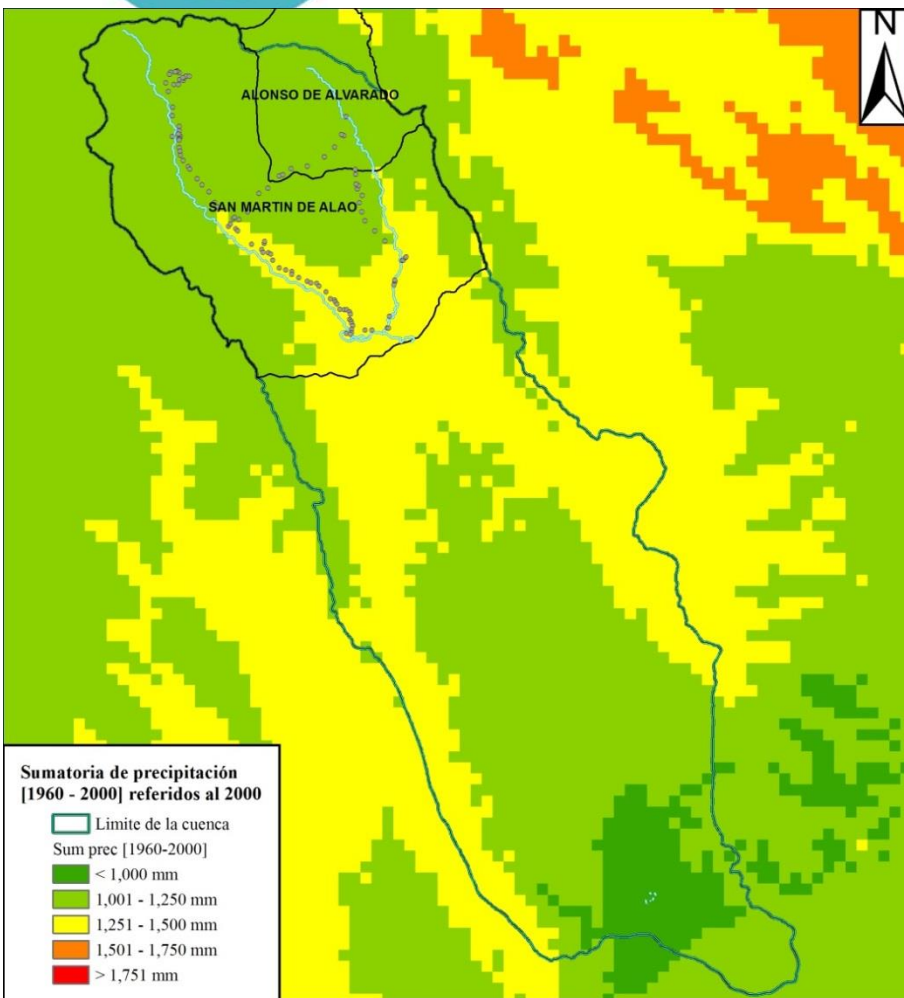 N
ALONSO DE ALVARADO
SAN MARTIN DE ALAO
Sumatoria de precipitación
[1960 - 2000] referidos al 2000
Limite de la cuenca
Sum prec [1960-2000]
< 1,000 mm
1,001 - 1,250 mm
1,251 - 1,500 mm
1,501 - 1,750 mm
> 1,751 mm